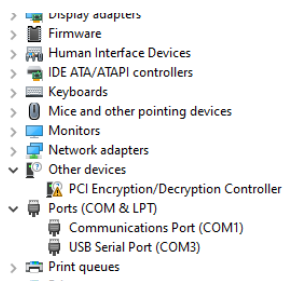 Display adapters
Firmware
Human Interface Devices
IDE ATA/ATAPI controllers
Keyboards
Mice and other pointing devices
Monitors
Network adapters
Other devices
PCI Encryption/Decryption Controller
Ports (COM & LPT)
Communications Port (COM1)
USB Serial Port (COM3)
Print queues